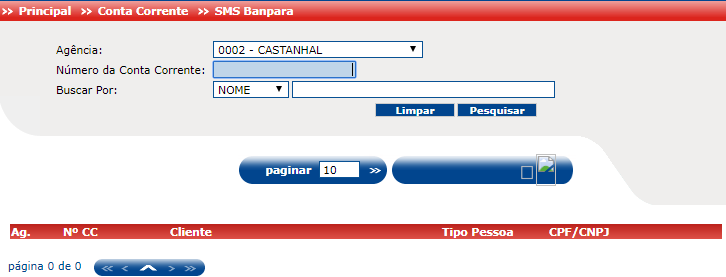 >> Principal >> Conta Corrente >> SMS Banpara
Agência: 0002 - CASTANHAL
Número da Conta Corrente:
Buscar Por: NOME
Limpar Pesquisar
paginar 10 >>
Ag. Nº CC Cliente Tipo Pessoa CPF/CNPJ
página 0 de 0 << < > >>